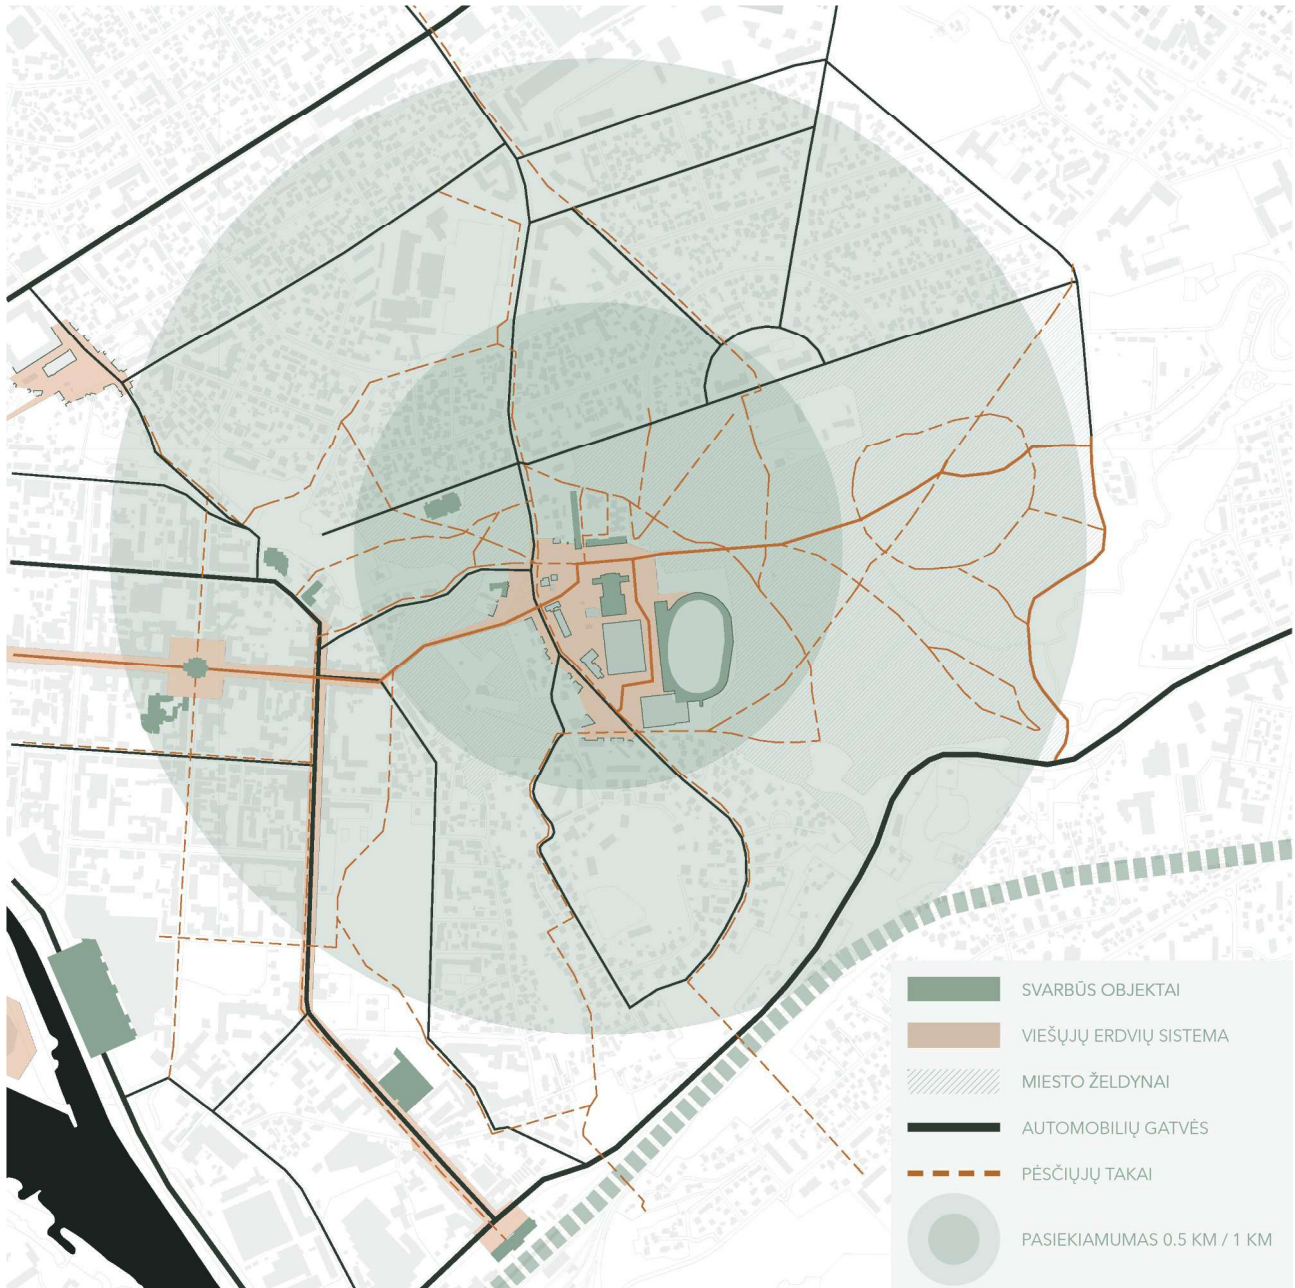 SVARBŪS OBJEKTAI
VIEŠŲJŲ ERDVIŲ SISTEMA
MIESTO ŽELDYNAI
AUTOMOBILIŲ GATVĖS
PĖSČIŲJŲ TAKAI
PASIEKIAMUMAS 0.5 KM / 1 KM